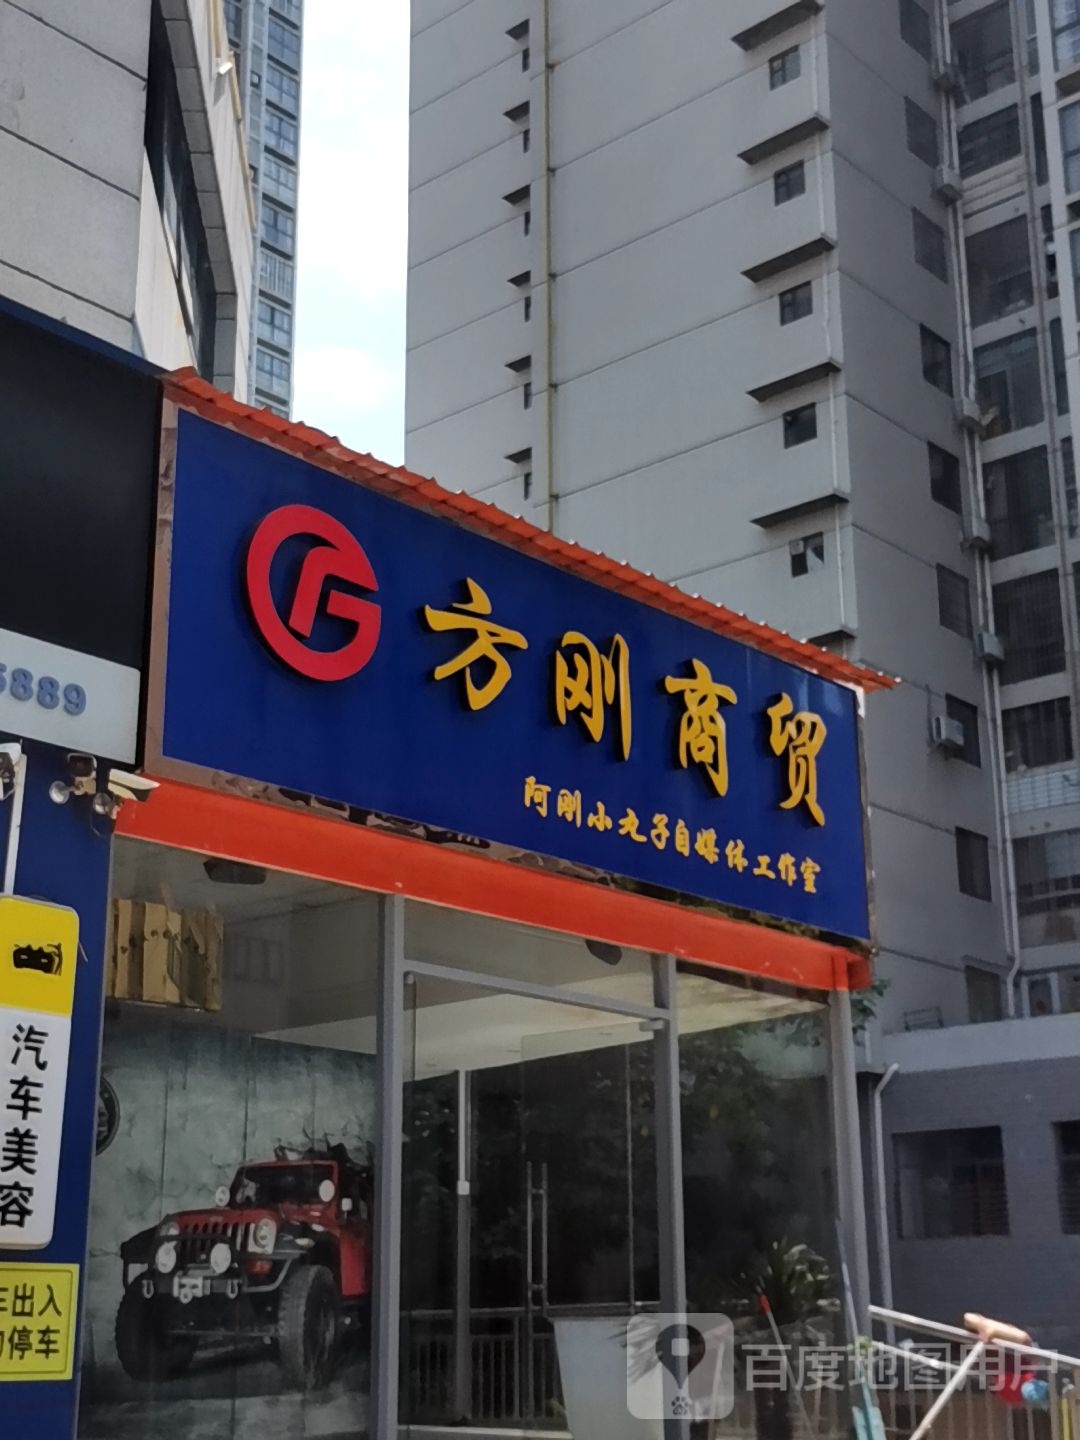 方刚商贸
阿刚小丸子自媒体工作室
5889
汽车美容
车出入
勿停车
百度地图用户